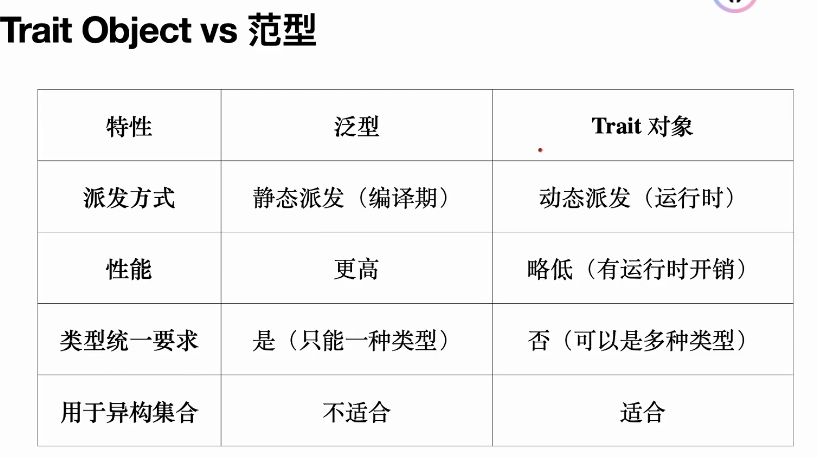 Trait Object vs 范型
特性 泛型 Trait 对象
派发方式 静态派发（编译期） 动态派发（运行时）
性能 更高 略低（有运行时开销）
类型统一要求 是（只能一种类型） 否（可以是多种类型）
用于异构集合 不适合 适合